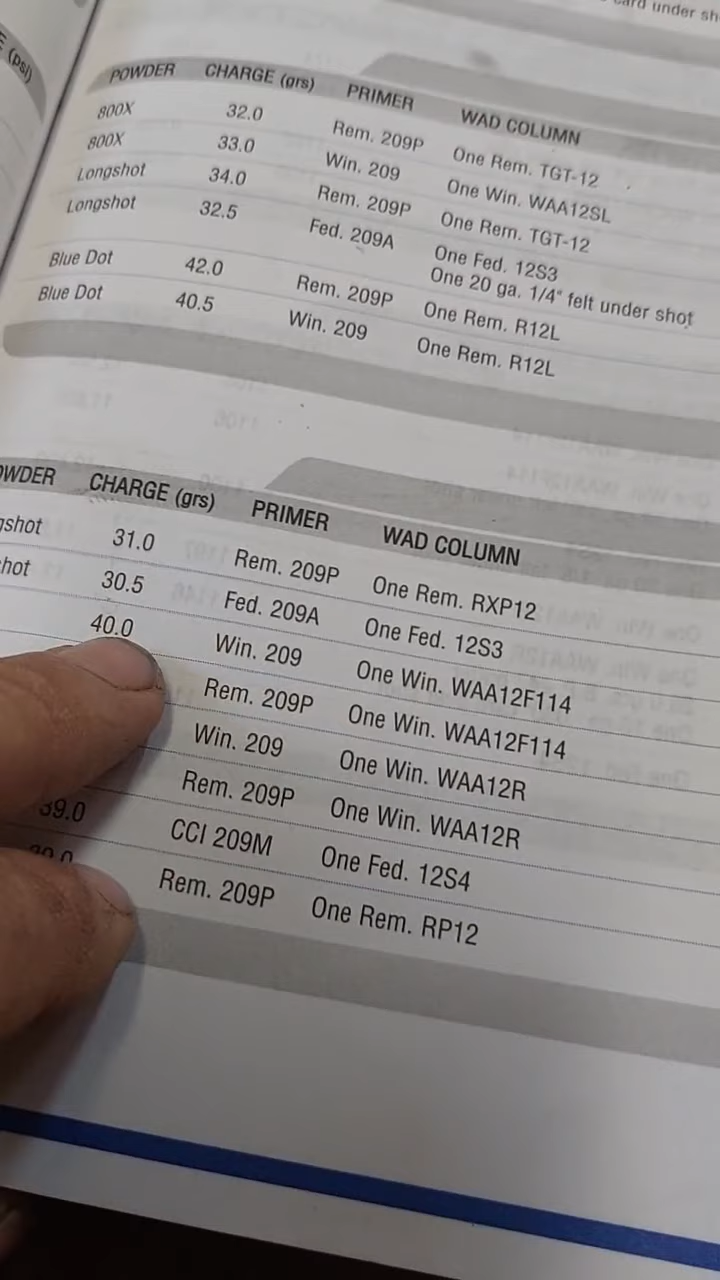 card under sh
E (psi)
POWDER CHARGE (grs) PRIMER WAD COLUMN
800X 32.0 Rem. 209P One Rem. TGT-12
800X 33.0 Win. 209 One Win. WAA12SL
Longshot 34.0 Rem. 209P One Rem. TGT-12
Longshot 32.5 Fed. 209A One Fed. 12S3
One 20 ga. 1/4" felt under shot
Blue Dot 42.0 Rem. 209P One Rem. R12L
Blue Dot 40.5 Win. 209 One Rem. R12L
OWDER CHARGE (grs) PRIMER WAD COLUMN
gshot 31.0 Rem. 209P One Rem. RXP12
hot 30.5 Fed. 209A One Fed. 12S3
40.0 Win. 209 One Win. WAA12F114
Rem. 209P One Win. WAA12F114
Win. 209 One Win. WAA12R
Rem. 209P One Win. WAA12R
39.0 CCI 209M One Fed. 12S4
Rem. 209P One Rem. RP12